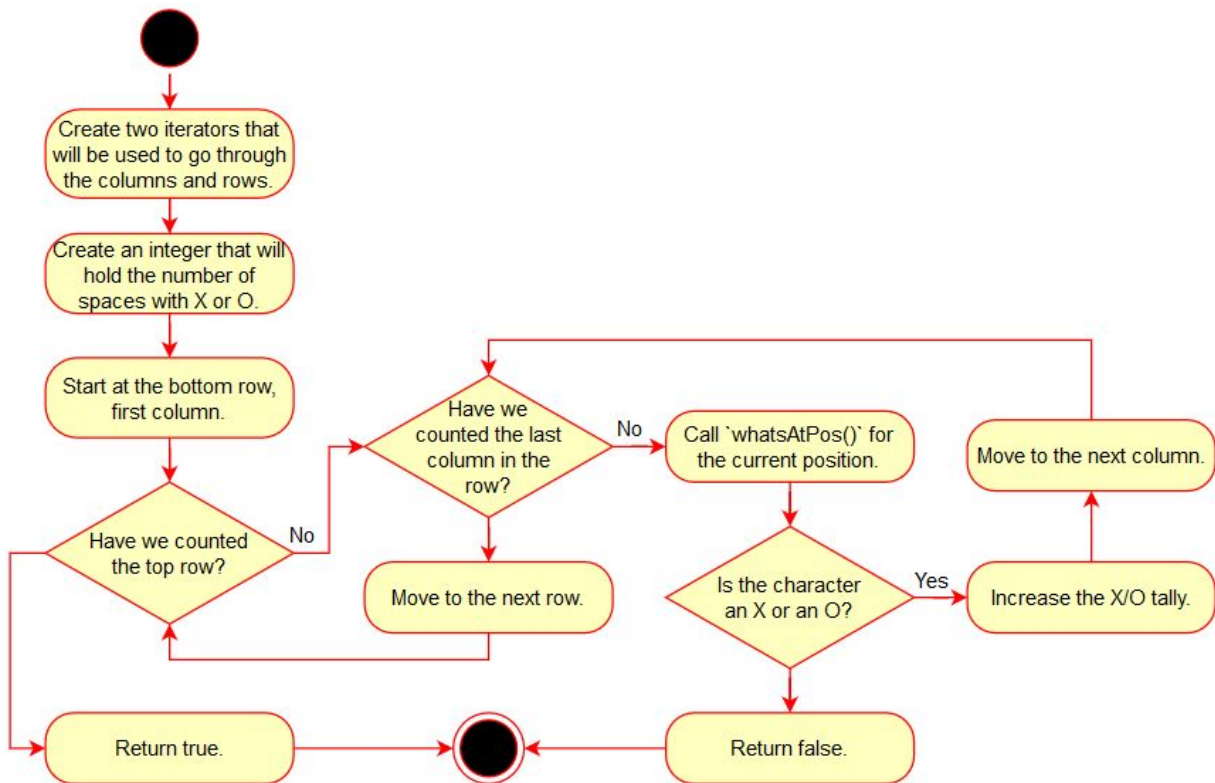 Create two iterators that
will be used to go through
the columns and rows.
Create an integer that will
hold the number of
spaces with X or O.
Start at the bottom row,
first column.
Have we counted
the top row?
No
Have we
counted the last
column in the
row?
No
Call `whatsAtPos()` for
the current position.
Move to the next column.
Move to the next row.
Is the character
an X or an O?
Yes
Increase the X/O tally.
Return true.
Return false.